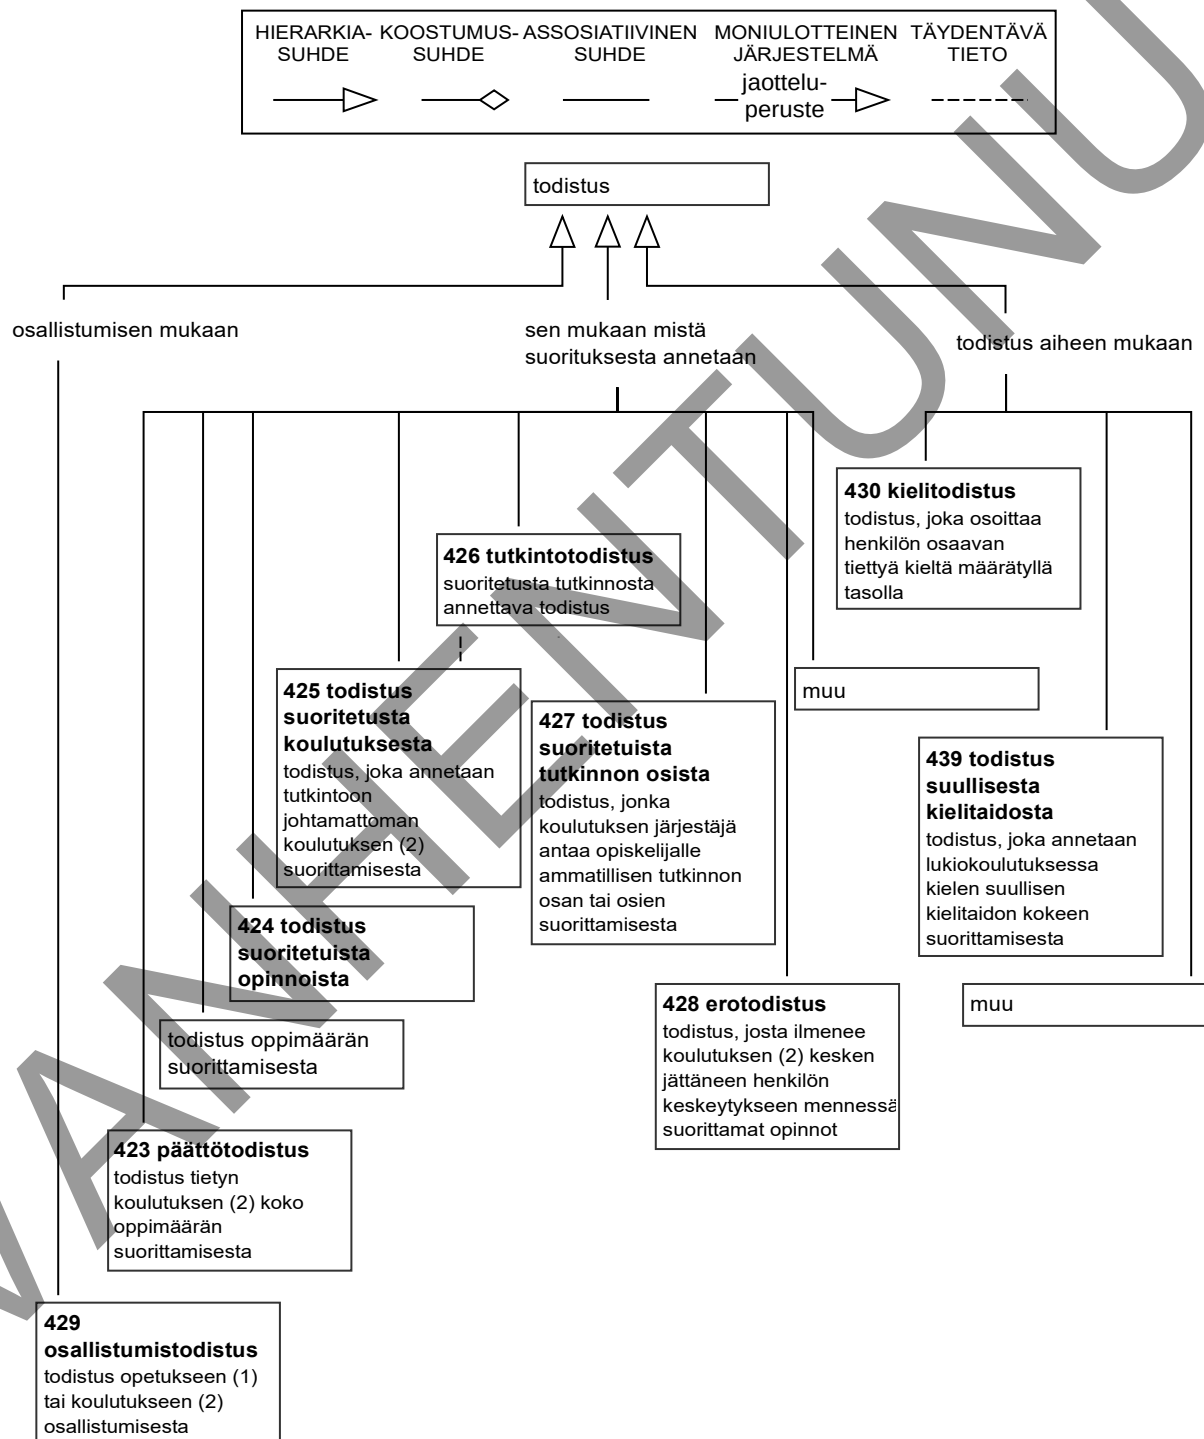 HIERARKIA-
SUHDE
KOOSTUMUS-
SUHDE
ASSOSIATIIVINEN
SUHDE
MONIULOTTEINEN
JÄRJESTELMÄ
jaottelu-
peruste
TÄYDENTÄVÄ
TIETO
todistus
osallistumisen mukaan
sen mukaan mistä
suorituksesta annetaan
todistus aiheen mukaan
430 kielitodistus
todistus, joka osoittaa
henkilön osaavan
tiettyä kieltä määrätyllä
tasolla
426 tutkintotodistus
suoritetusta tutkinnosta
annettava todistus
muu
425 todistus
suoritetusta
koulutuksesta
todistus, joka annetaan
tutkintoon
johtamattoman
koulutuksen (2)
suorittamisesta
427 todistus
suoritetuista
tutkinnon osista
todistus, jonka
koulutuksen järjestäjä
antaa opiskelijalle
ammatillisen tutkinnon
osan tai osien
suorittamisesta
439 todistus
suullisesta
kielitaidosta
todistus, joka annetaan
lukiokoulutuksessa
kielen suullisen
kielitaidon kokeen
suorittamisesta
424 todistus
suoritetuista
opinnoista
428 erotodistus
todistus, josta ilmenee
koulutuksen (2) kesken
jättäneen henkilön
keskeytykseen mennessä
suorittamat opinnot
muu
todistus oppimäärän
suorittamisesta
423 päättötodistus
todistus tietyn
koulutuksen (2) koko
oppimäärän
suorittamisesta
429
osallistumistodistus
todistus opetukseen (1)
tai koulutukseen (2)
osallistumisesta
VANHENTUNU